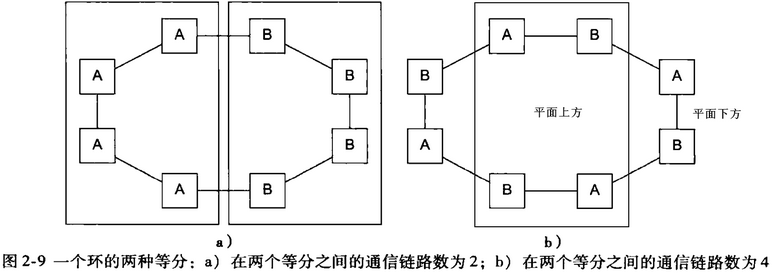 A B A B
A B B A
平面上方 平面下方
A B A B
A B B A
a） b）
图 2-9 一个环的两种等分：a）在两个等分之间的通信链路数为 2；b）在两个等分之间的通信链路数为 4